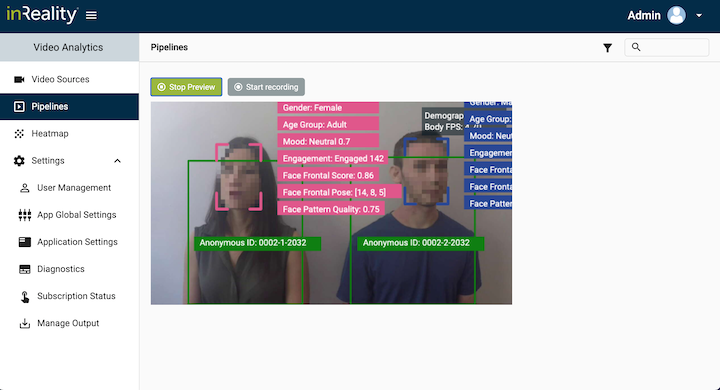 inReality
Admin
Video Analytics
Pipelines
Video Sources
Pipelines
Heatmap
Settings
User Management
App Global Settings
Application Settings
Diagnostics
Subscription Status
Manage Output
Stop Preview
Start recording
Gender: Female
Age Group: Adult
Mood: Neutral 0.7
Engagement: Engaged 142
Face Frontal Score: 0.86
Face Frontal Pose: [14, 8, 5]
Face Pattern Quality: 0.75
Anonymous ID: 0002-1-2032
Demograp
Body FPS:
Gender: Ma
Age Group:
Mood: Neut
Engagement
Face Frontal
Face Frontal
Face Patter
Anonymous ID: 0002-2-2032